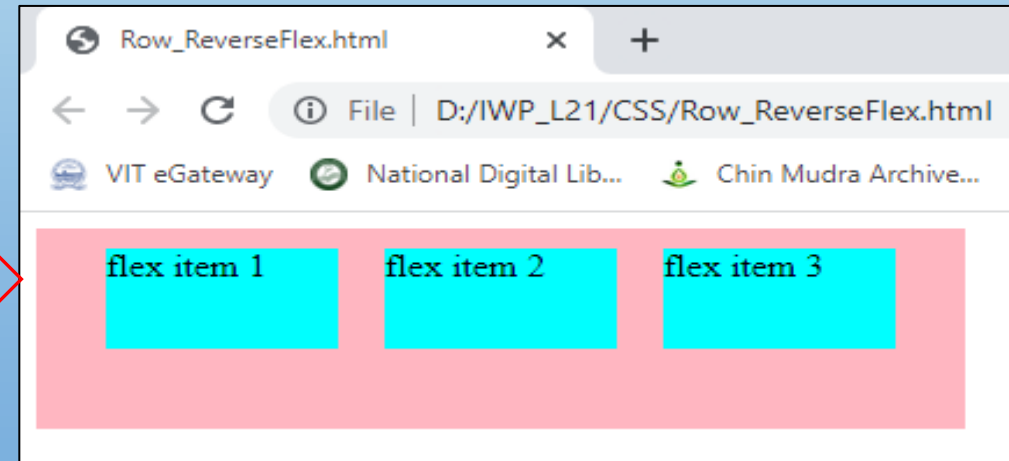 Row_ReverseFlex.html
File | D:/IWP_L21/CSS/Row_ReverseFlex.html
VIT eGateway National Digital Lib... Chin Mudra Archive...
flex item 1 flex item 2 flex item 3